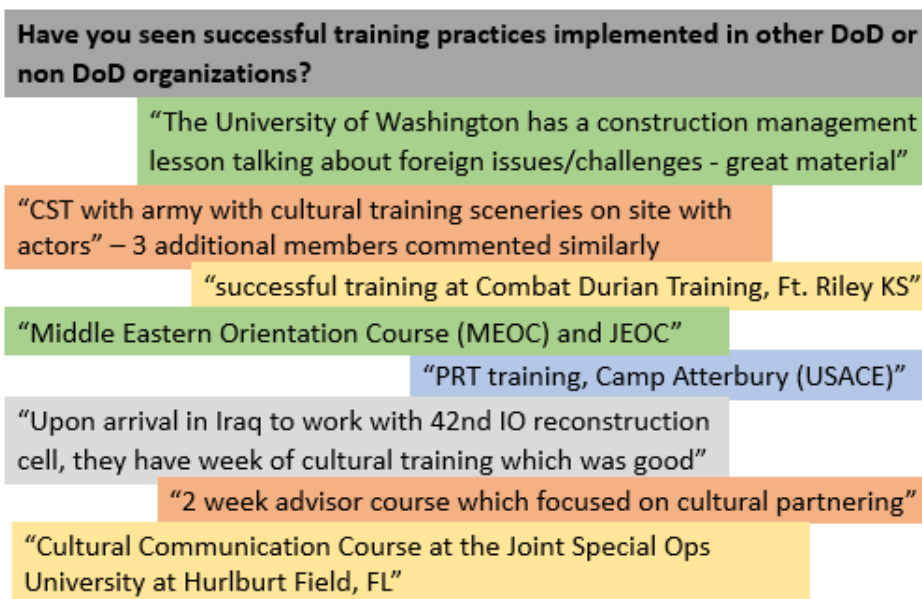 Have you seen successful training practices implemented in other DoD or
non DoD organizations?
“The University of Washington has a construction management
lesson talking about foreign issues/challenges - great material”
“CST with army with cultural training sceneries on site with
actors” – 3 additional members commented similarly
“successful training at Combat Durian Training, Ft. Riley KS”
“Middle Eastern Orientation Course (MEOC) and JEOC”
“PRT training, Camp Atterbury (USACE)”
“Upon arrival in Iraq to work with 42nd IO reconstruction
cell, they have week of cultural training which was good”
“2 week advisor course which focused on cultural partnering”
“Cultural Communication Course at the Joint Special Ops
University at Hurlburt Field, FL”